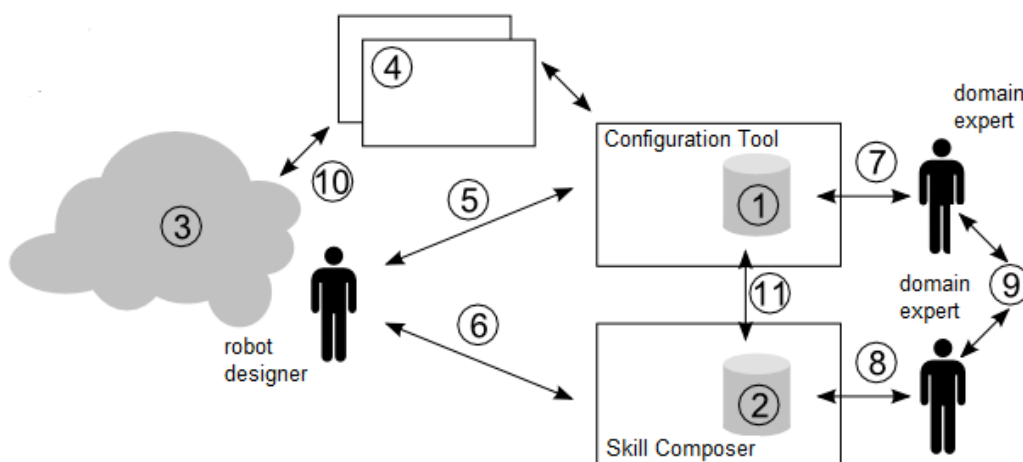 ④
domain
expert
Configuration Tool
⑦
⑩
③
⑤
①
domain
expert
⑨
⑪
⑥
robot
designer
⑧
②
Skill Composer